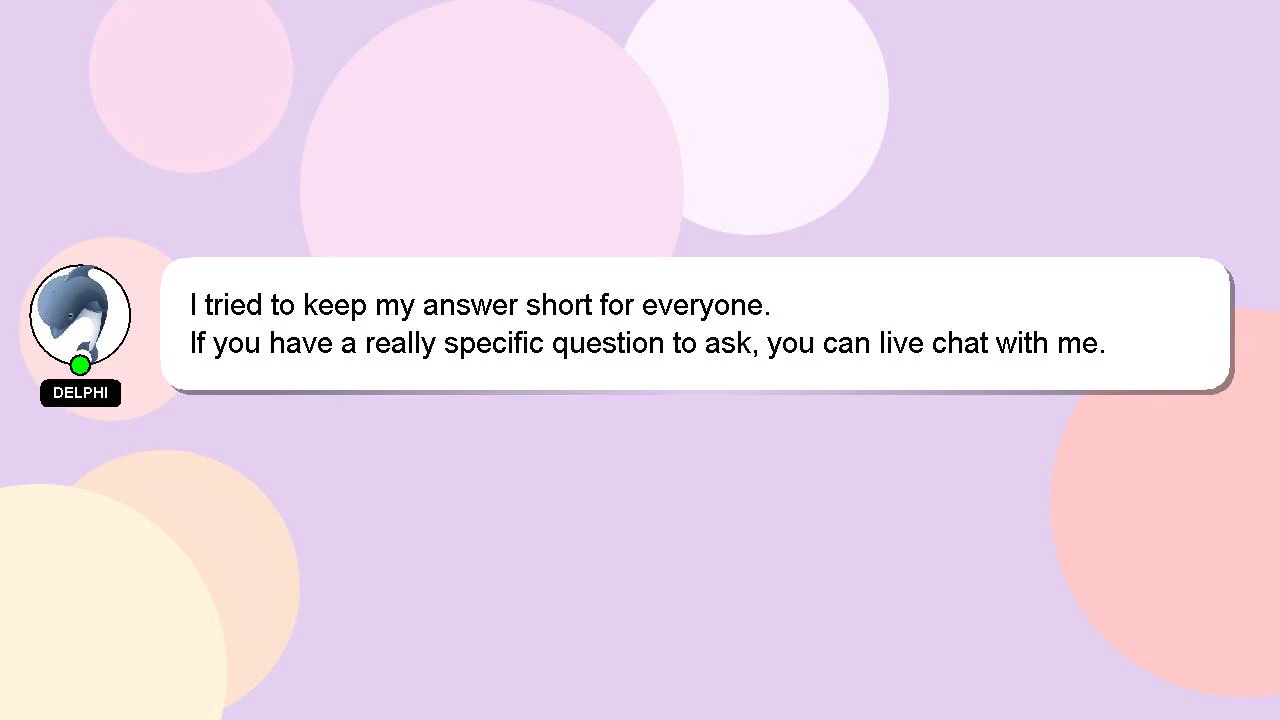 I tried to keep my answer short for everyone.
If you have a really specific question to ask, you can live chat with me.
DELPHI